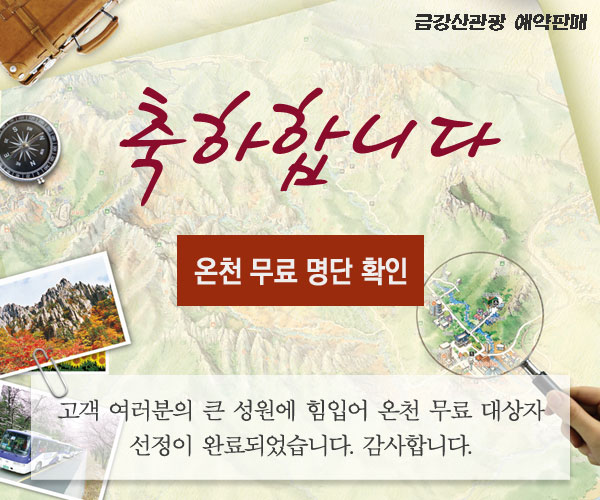 금강산관광 예약판매
축하합니다
온천 무료 명단 확인
고객 여러분의 큰 성원에 힘입어 온천 무료 대상자
선정이 완료되었습니다. 감사합니다.